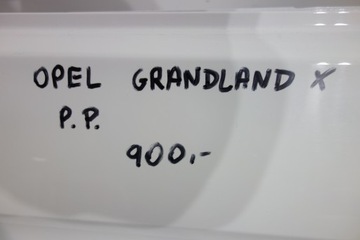 OPEL GRANDLAND X
P.P.
900,-